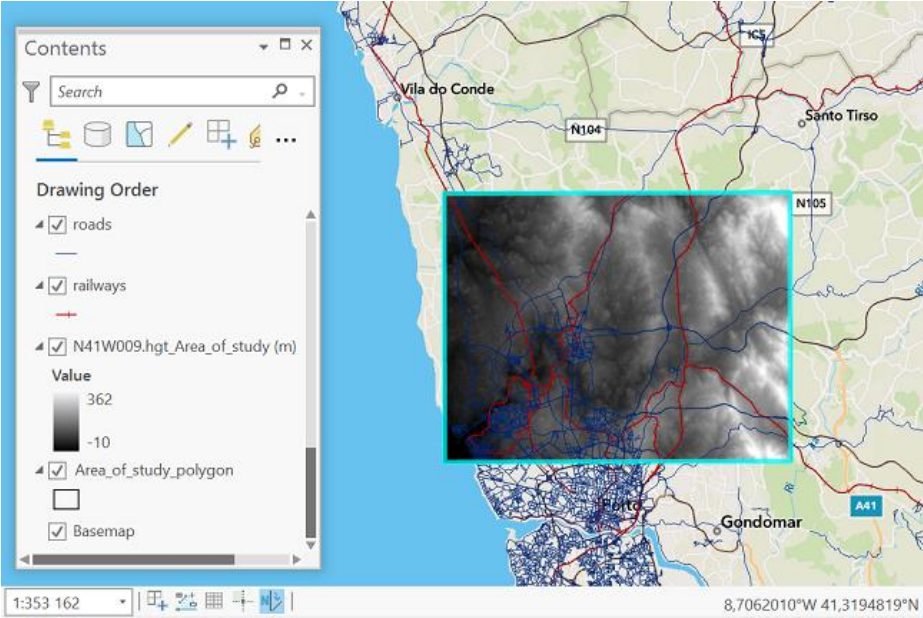 Contents
Search
Drawing Order
roads
railways
N41W009.hgt_Area_of_study (m)
Value
362
-10
Area_of_study_polygon
Basemap
IC5
Vila do Conde
N104
Santo Tirso
N105
Porto
A41
Gondomar
1:353 162
8,7062010°W 41,3194819°N